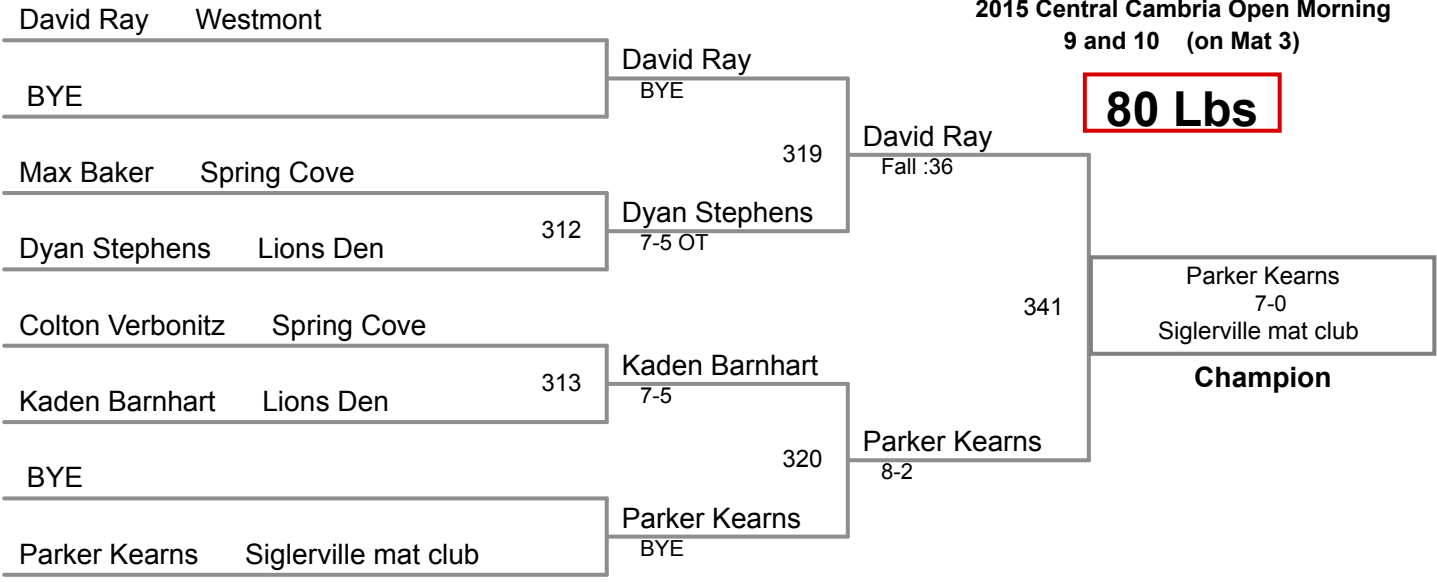 2015 Central Cambria Open Morning
9 and 10 (on Mat 3)
80 Lbs
David Ray Westmont
BYE
Max Baker Spring Cove
Dyan Stephens Lions Den
Colton Verbonitz Spring Cove
Kaden Barnhart Lions Den
BYE
Parker Kearns Siglerville mat club
312
313
David Ray
BYE
Dyan Stephens
7-5 OT
Kaden Barnhart
7-5
Parker Kearns
BYE
319
320
David Ray
Fall :36
Parker Kearns
8-2
341
Parker Kearns
7-0
Siglerville mat club
Champion